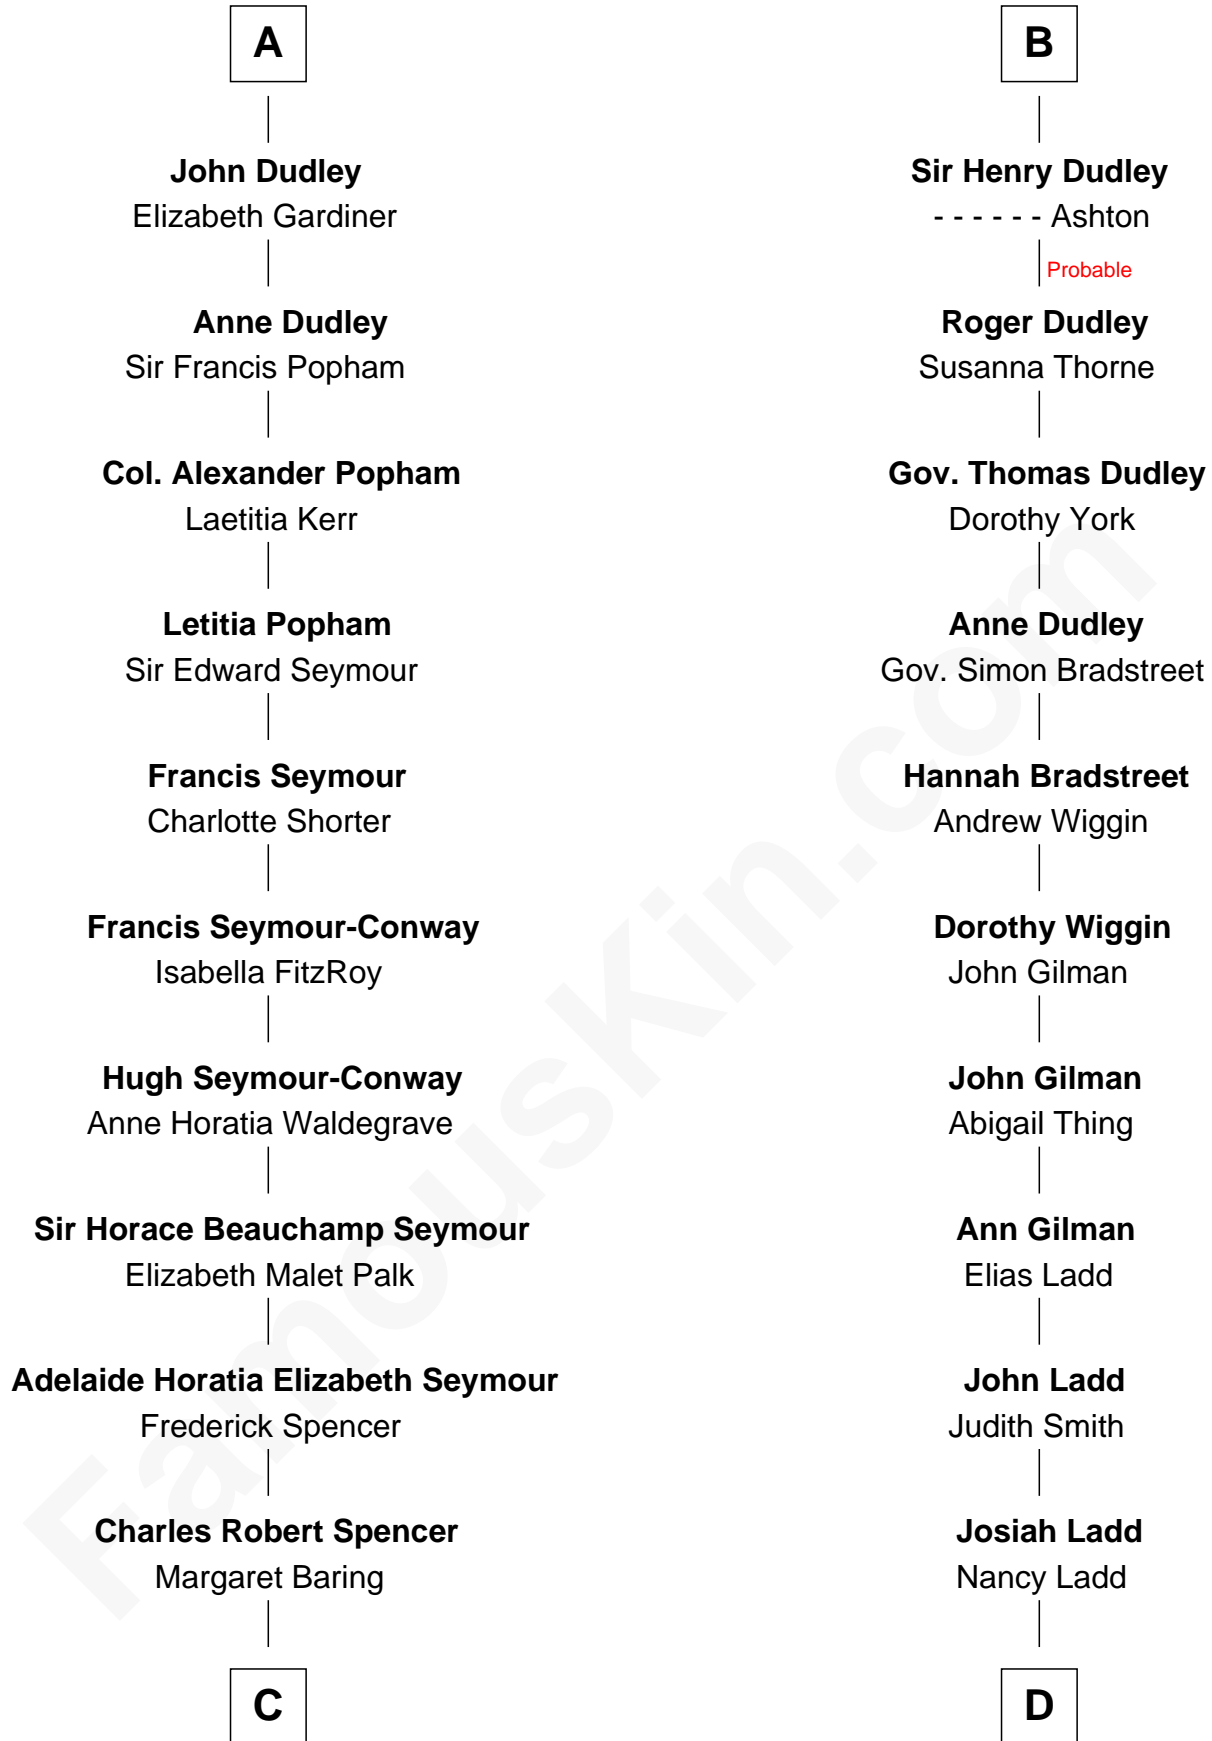 A
John Dudley
Elizabeth Gardiner
Anne Dudley
Sir Francis Popham
Col. Alexander Popham
Laetitia Kerr
Letitia Popham
Sir Edward Seymour
Francis Seymour
Charlotte Shorter
Francis Seymour-Conway
Isabella FitzRoy
Hugh Seymour-Conway
Anne Horatia Waldegrave
Sir Horace Beauchamp Seymour
Elizabeth Malet Palk
Adelaide Horatia Elizabeth Seymour
Frederick Spencer
Charles Robert Spencer
Margaret Baring
C
B
Sir Henry Dudley
- - - - - - Ashton
Probable
Roger Dudley
Susanna Thorne
Gov. Thomas Dudley
Dorothy York
Anne Dudley
Gov. Simon Bradstreet
Hannah Bradstreet
Andrew Wiggin
Dorothy Wiggin
John Gilman
John Gilman
Abigail Thing
Ann Gilman
Elias Ladd
John Ladd
Judith Smith
Josiah Ladd
Nancy Ladd
D
FamousKin.com